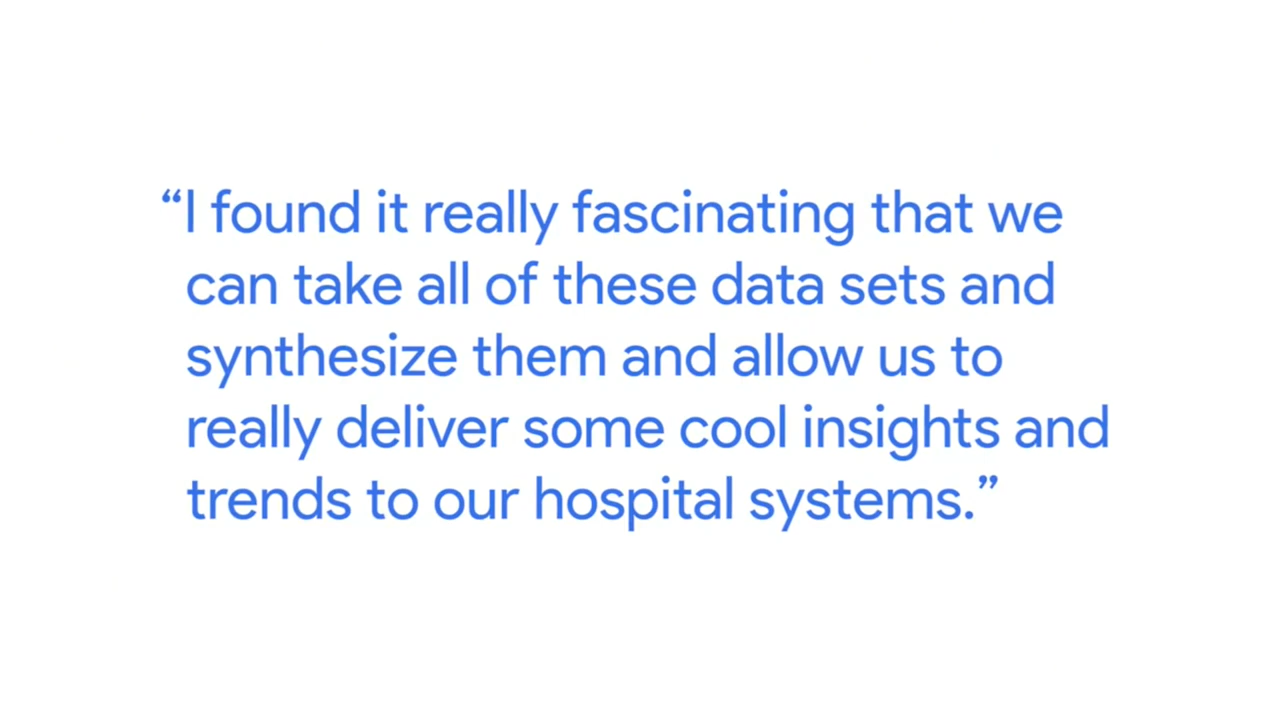 “I found it really fascinating that we
can take all of these data sets and
synthesize them and allow us to
really deliver some cool insights and
trends to our hospital systems.”